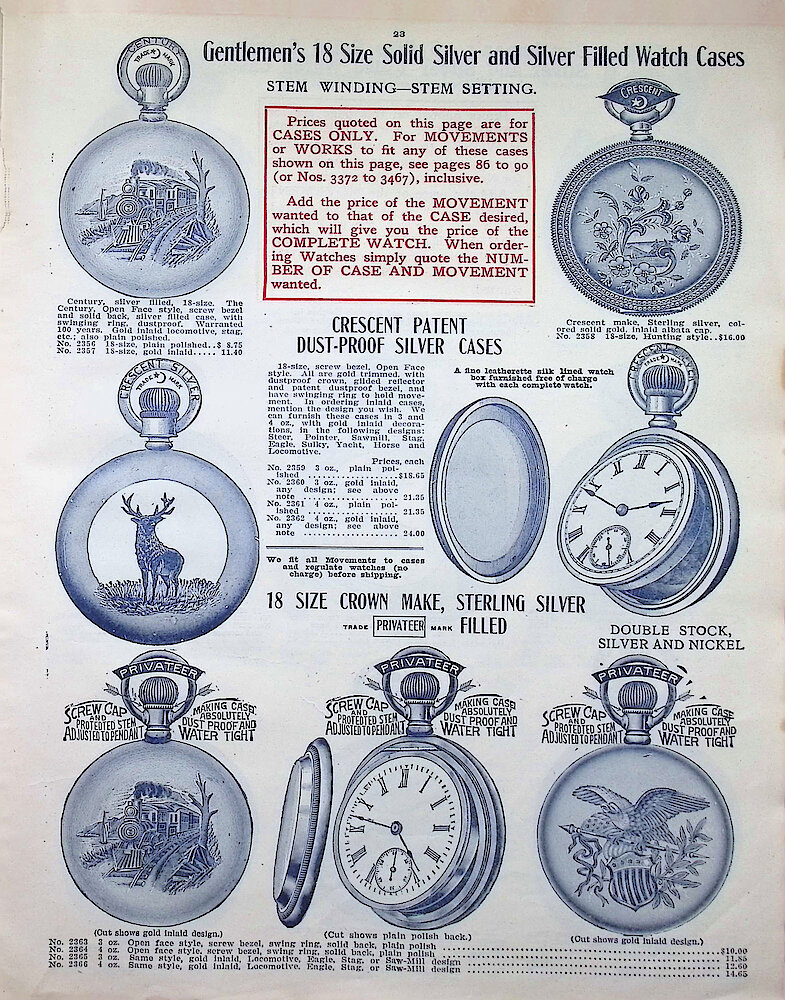 23
Gentlemen's 18 Size Solid Silver and Silver Filled Watch Cases
STEM WINDING—STEM SETTING.
CENTURY
TRADE MARK
Prices quoted on this page are for
CASES ONLY. For MOVEMENTS
or WORKS to fit any of these cases
shown on this page, see pages 86 to 90
(or Nos. 3372 to 3467), inclusive.
Add the price of the MOVEMENT
wanted to that of the CASE desired,
which will give you the price of the
COMPLETE WATCH. When order-
ing Watches simply quote the NUM-
BER OF CASE AND MOVEMENT
wanted.
CRESCENT
Century, silver filled, 18-size. The
Century, Open Face style, screw bezel
and solid back, silver filled case, with
swinging ring, dustproof. Warranted
100 years. Gold inlaid locomotive, stag,
etc.; also plain polished.
No. 2356 18-size, plain polished..$ 8.75
No. 2357 18-size, gold inlaid..... 11.40
Crescent make, Sterling silver, col-
ored solid gold, inlaid albata cap.
No. 2358 18-size, Hunting style..$16.00
CRESCENT PATENT
DUST-PROOF SILVER CASES
CRESCENT SILVER
TRADE MARK
18-size, screw bezel, Open Face
style. All are gold trimmed, with
dustproof crown, gilded reflector
and patent dustproof bezel, and
have swinging ring to hold move-
ment. In ordering inlaid cases,
mention the design you wish. We
can furnish these cases in 3 and
4 oz., with gold inlaid decora-
tions, in the following designs:
Steer, Pointer, Sawmill, Stag,
Eagle, Sulky, Yacht, Horse and
Locomotive.
Prices, each
No. 2359 3 oz., plain pol-
ished ..................$18.65
No. 2360 3 oz., gold inlaid,
any design; see above
note .................. 21.35
No. 2361 4 oz., plain pol-
ished .................. 21.35
No. 2362 4 oz., gold inlaid,
any design; see above
note .................. 24.00
A fine leatherette silk lined watch
box furnished free of charge
with each complete watch.
TRADE MARK
We fit all Movements to cases
and regulate watches (no
charge) before shipping.
18 SIZE CROWN MAKE, STERLING SILVER
TRADE PRIVATEER MARK FILLED
DOUBLE STOCK,
SILVER AND NICKEL
PRIVATEER
SCREW CAP
AND
PROTECTED STEM
ADJUSTED TO PENDANT
MAKING CASE
ABSOLUTELY
DUST PROOF AND
WATER TIGHT
PRIVATEER
SCREW CAP
AND
PROTECTED STEM
ADJUSTED TO PENDANT
MAKING CASE
ABSOLUTELY
DUST PROOF AND
WATER TIGHT
PRIVATEER
SCREW CAP
AND
PROTECTED STEM
ADJUSTED TO PENDANT
MAKING CASE
ABSOLUTELY
DUST PROOF AND
WATER TIGHT
(Cut shows gold inlaid design.)
(Cut shows plain polish back.)
(Cut shows gold inlaid design.)
No. 2363 3 oz. Open face style, screw bezel, swing ring, solid back, plain polish ..................$10.00
No. 2364 4 oz. Open face style, screw bezel, swing ring, solid back, plain polish .................. 11.85
No. 2365 3 oz. Same style, gold inlaid, Locomotive, Eagle, Stag, or Saw-Mill design .................. 12.60
No. 2366 4 oz. Same style, gold inlaid, Locomotive, Eagle, Stag, or Saw-Mill design .................. 14.65